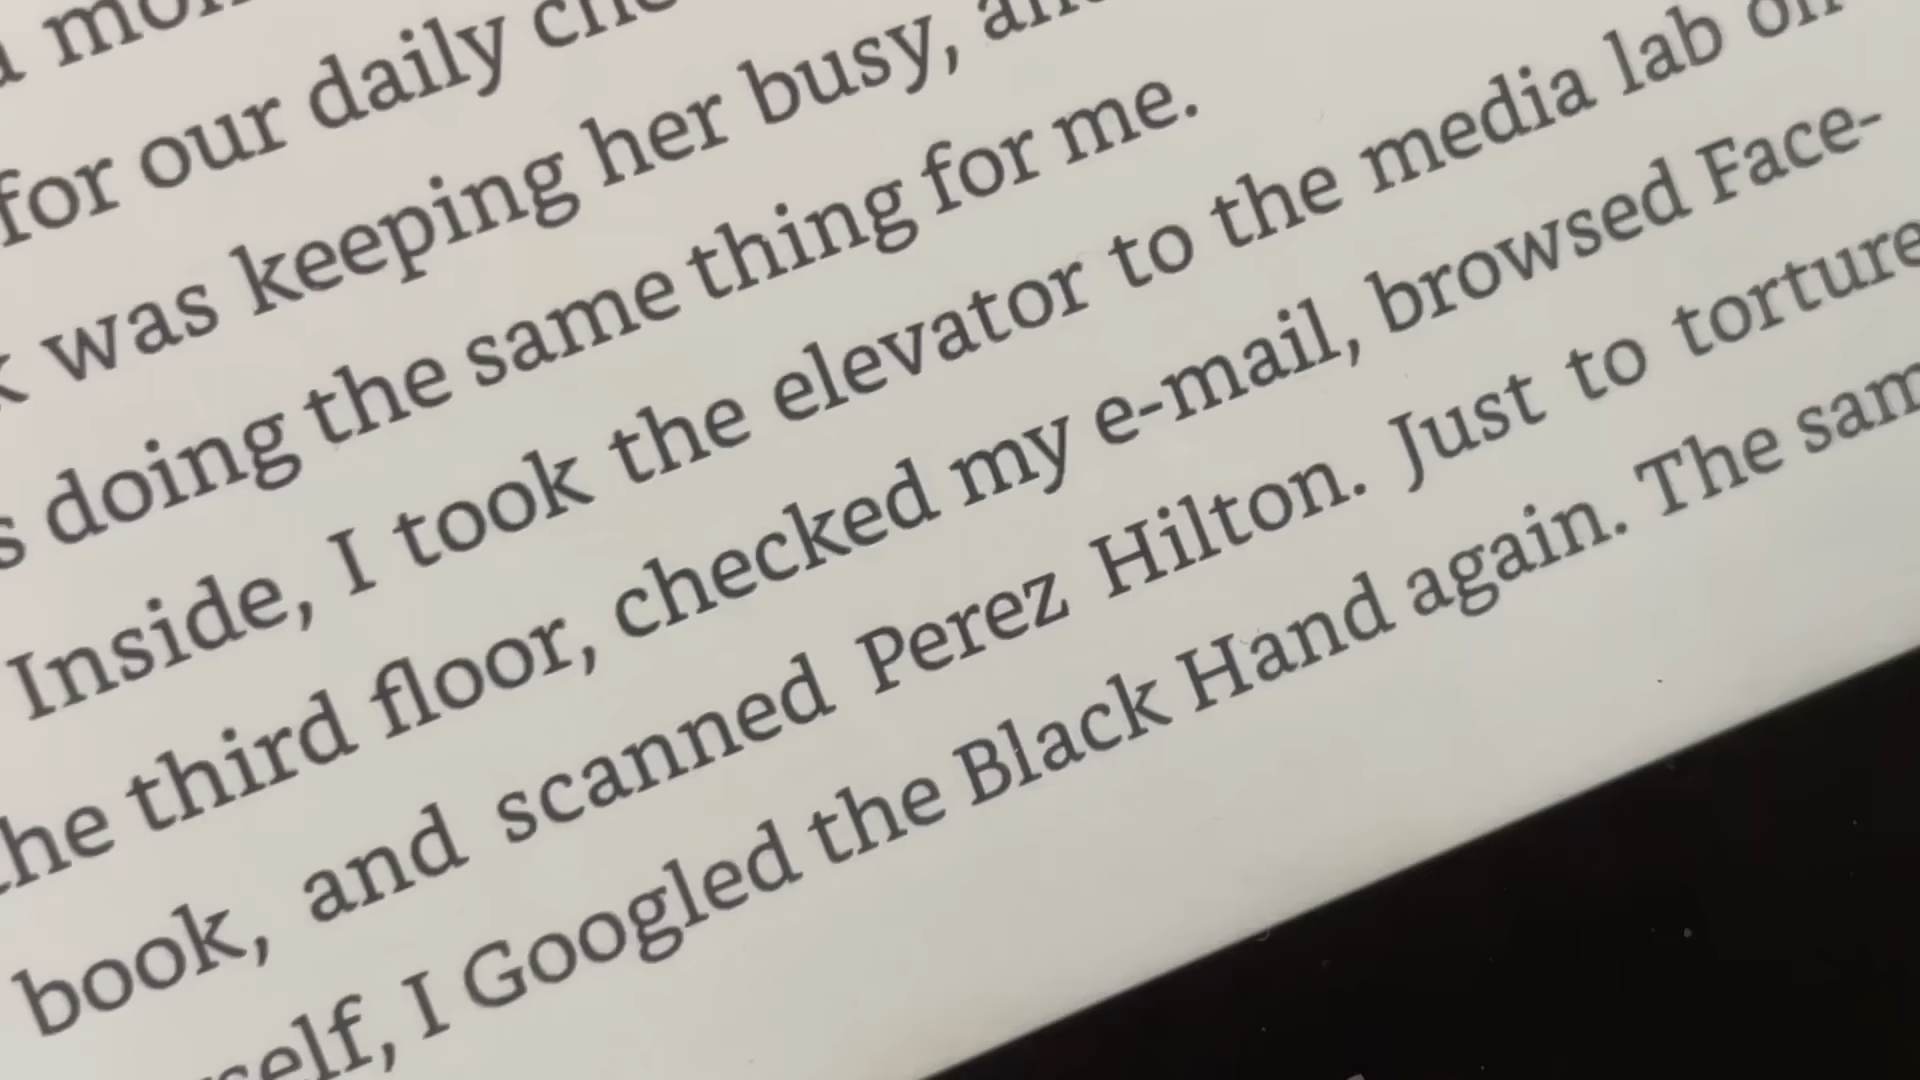 for our daily
was keeping her busy,
doing the same thing for me.
Inside, I took the elevator to the media lab on
the third floor, checked my e-mail, browsed Face-
book, and scanned Perez Hilton. Just to torture
I Googled the Black Hand again. The